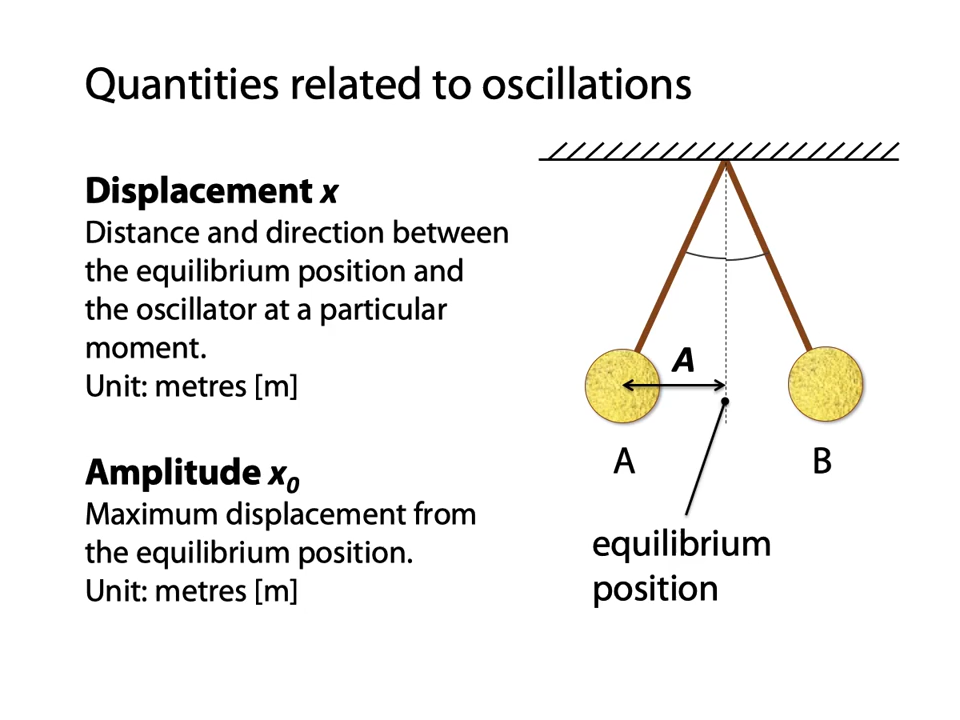 Quantities related to oscillations
Displacement x
Distance and direction between
the equilibrium position and
the oscillator at a particular
moment.
Unit: metres [m]
Amplitude x₀
Maximum displacement from
the equilibrium position.
Unit: metres [m]
A
A
B
equilibrium
position